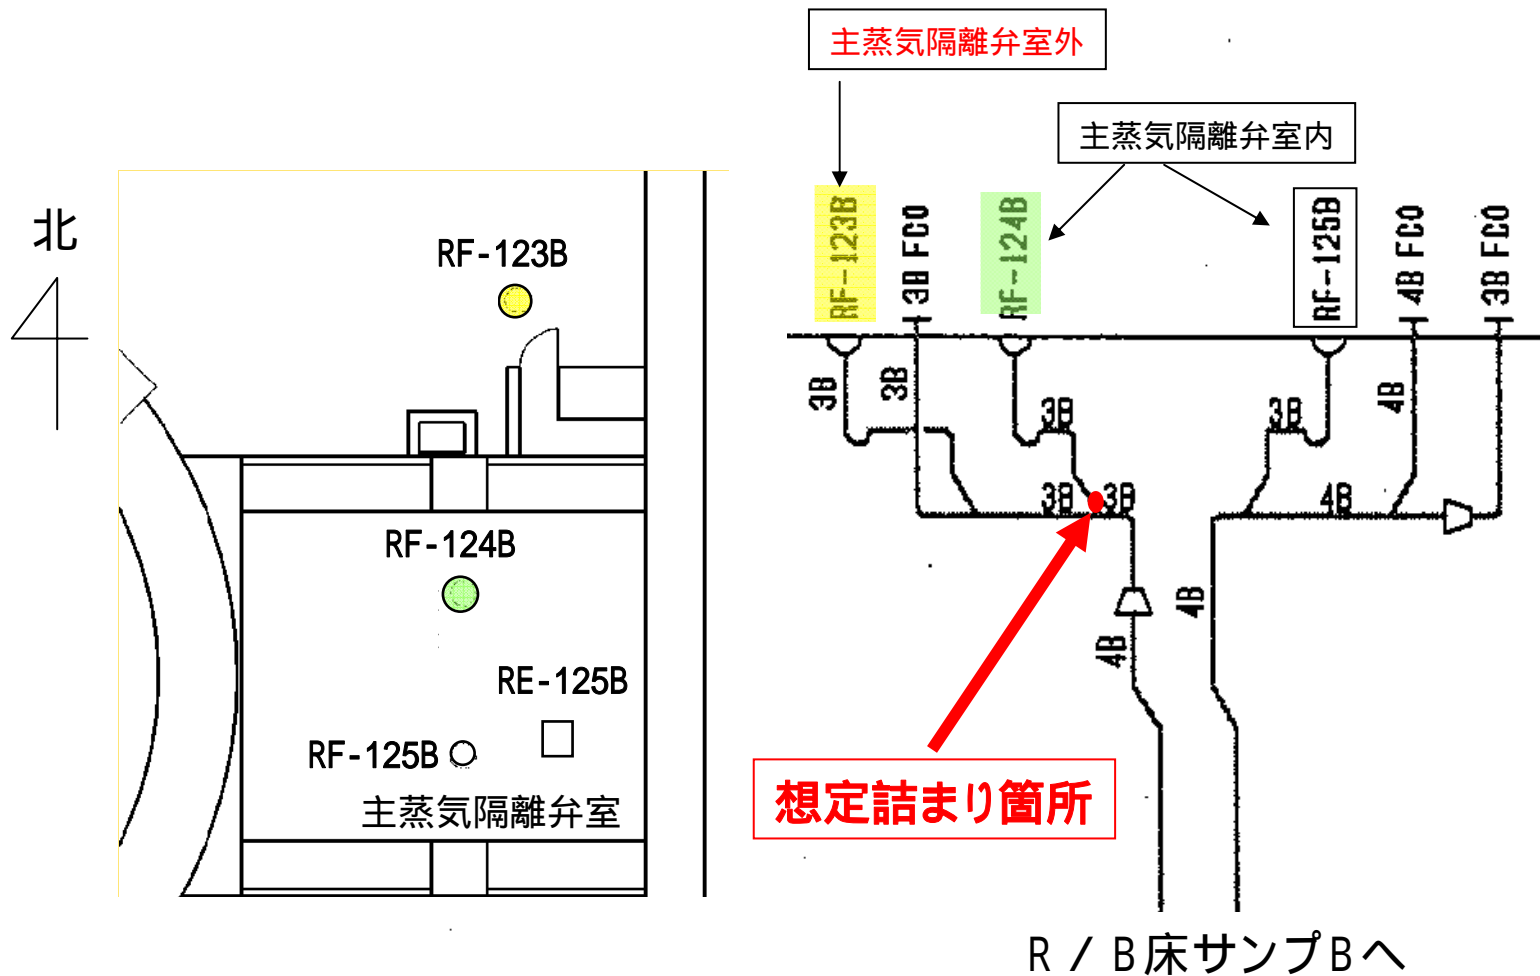 主蒸気隔離弁室外
主蒸気隔離弁室内
北
RF-123B
RF-124B
RE-125B
RF-125B
主蒸気隔離弁室
RF-123B
3B FCO
RF-124B
RF-125B
4B FCO
3B FCO
3B
3B
3B
3B
4B
3B
3B
4B
4B
4B
想定詰まり箇所
R / B床サンプBへ